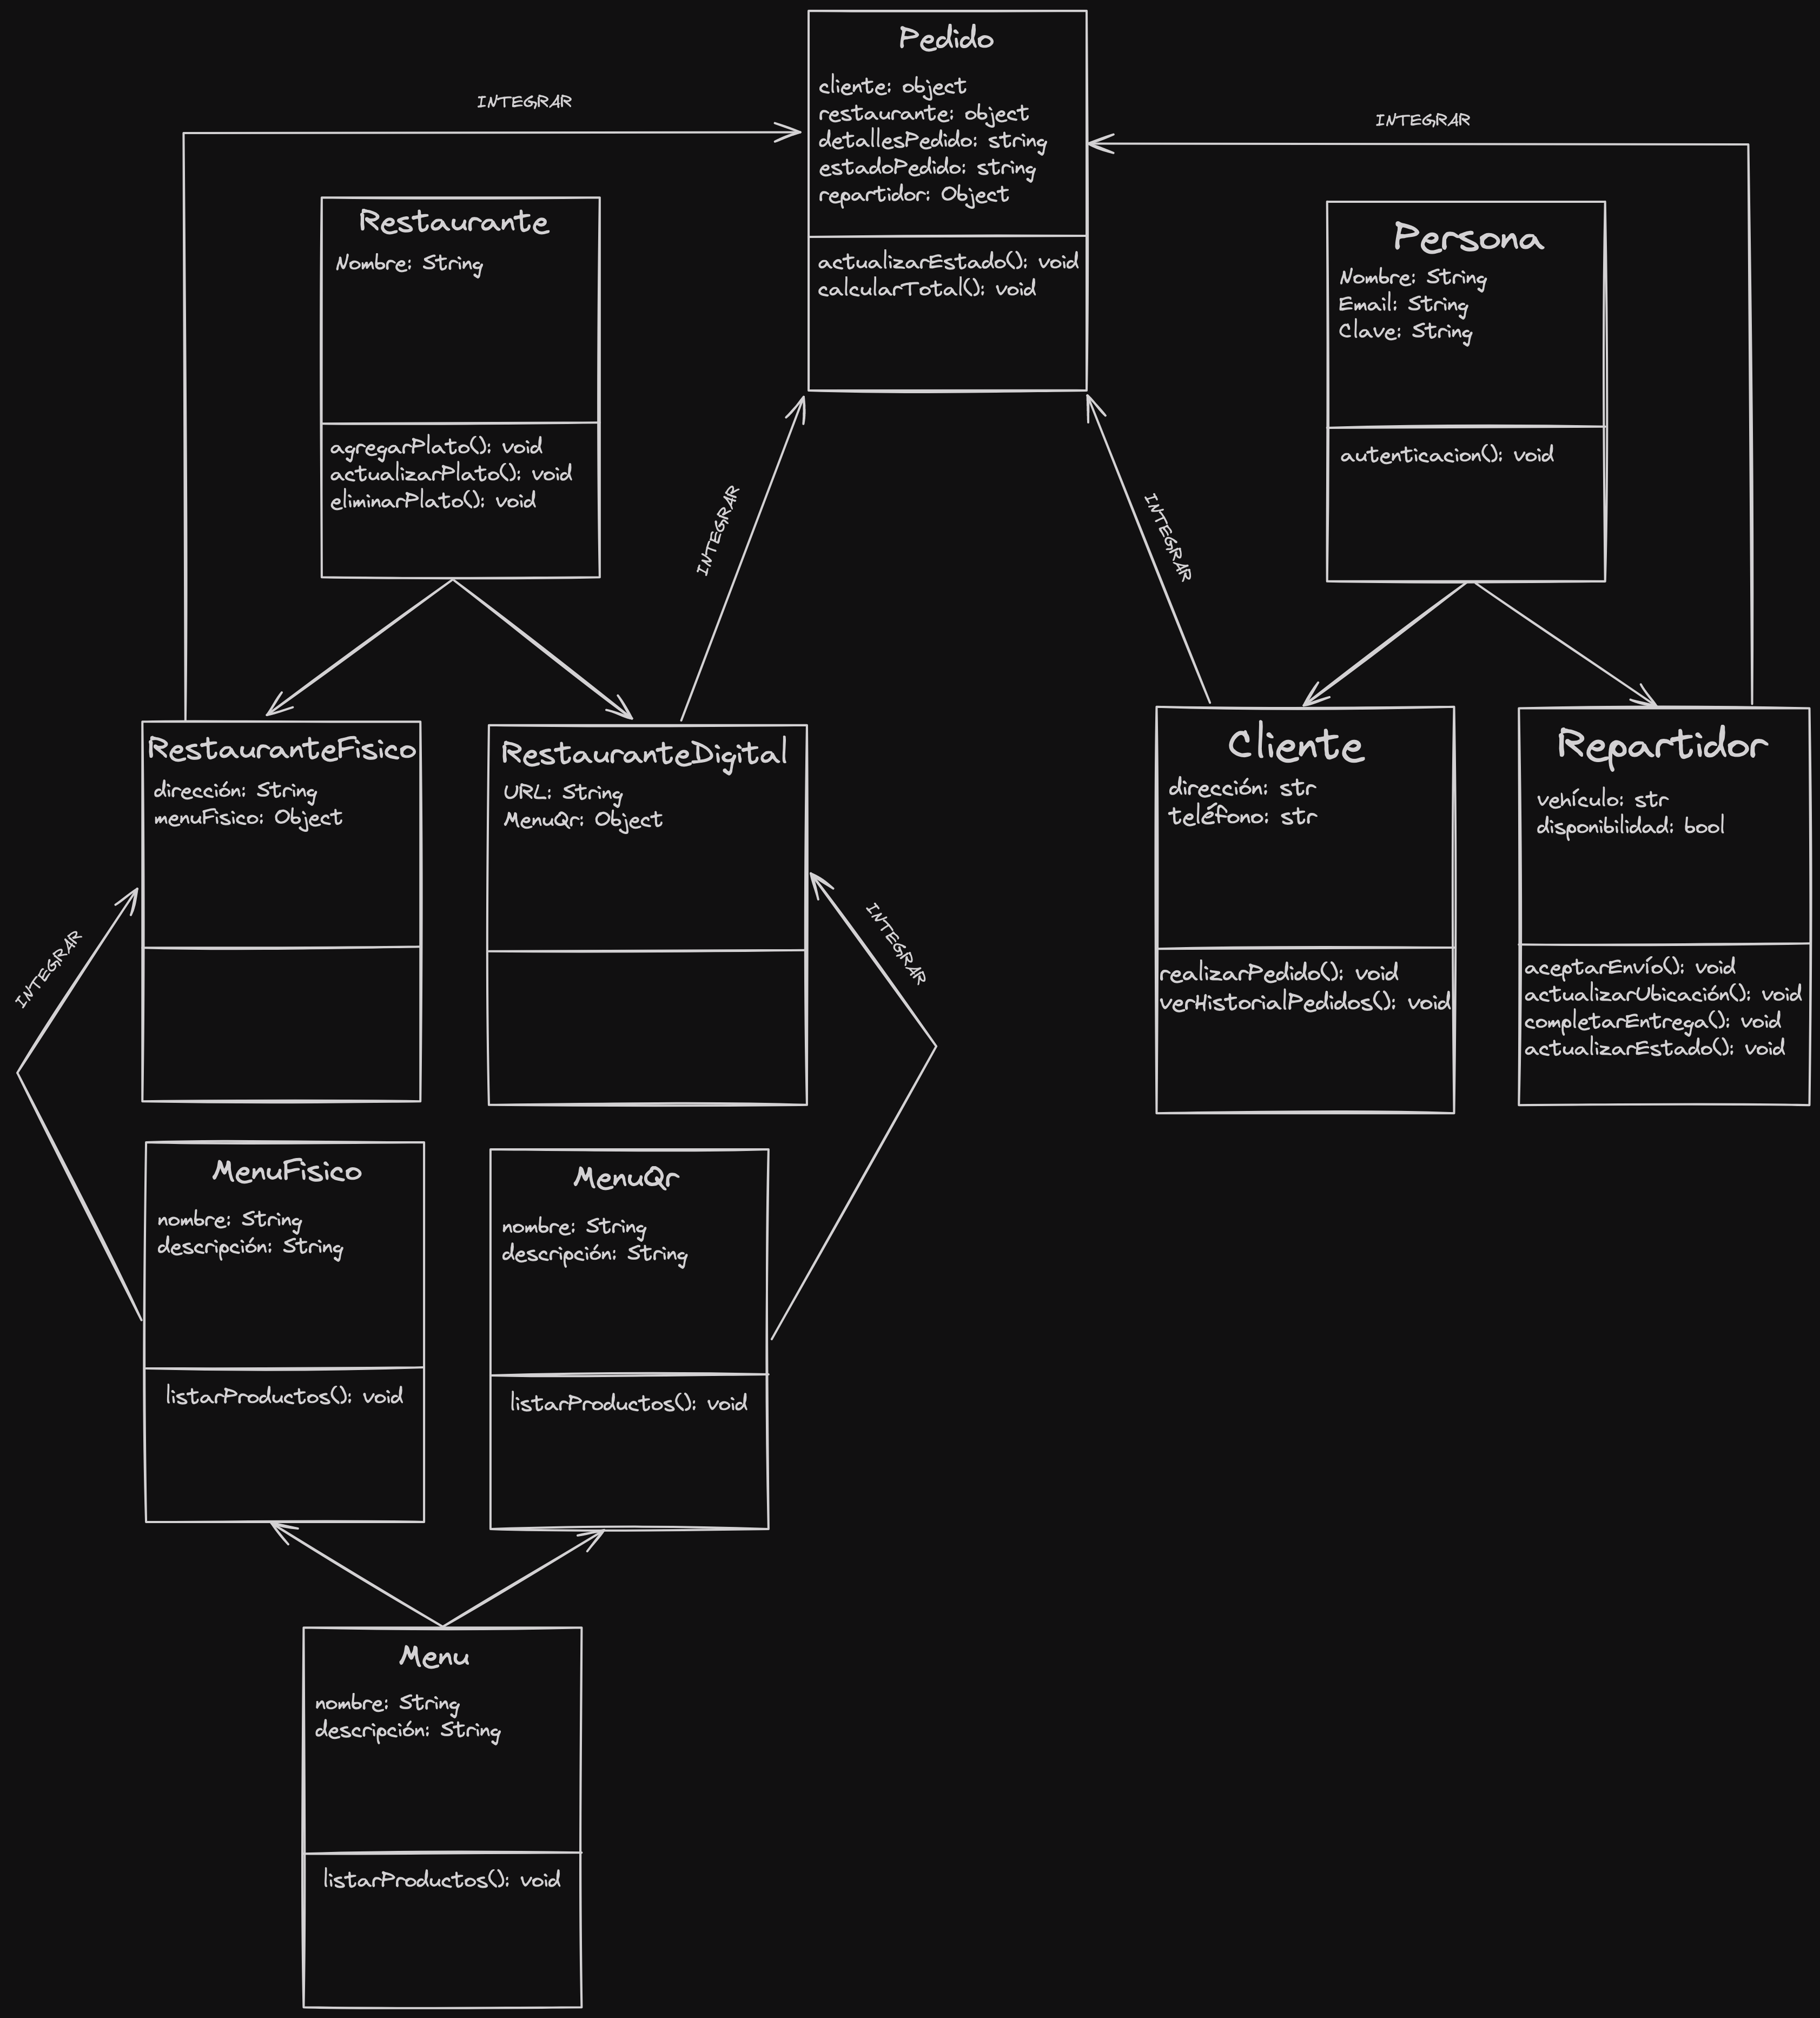 Pedido
cliente: object
restaurante: object
detallesPedido: string
estadoPedido: string
repartidor: Object
actualizarEstado(): void
calcularTotal(): void
INTEGRAR
INTEGRAR
Restaurante
Nombre: String
agregarPlato(): void
actualizarPlato(): void
eliminarPlato(): void
Persona
Nombre: String
Email: String
Clave: String
autenticacion(): void
INTEGRAR
INTEGRAR
RestauranteFisico
dirección: String
menuFisico: Object
RestauranteDigital
URL: String
MenuQr: Object
Cliente
dirección: str
teléfono: str
realizarPedido(): void
verHistorialPedidos(): void
Repartidor
vehículo: str
disponibilidad: bool
aceptarEnvío(): void
actualizarUbicación(): void
completarEntrega(): void
actualizarEstado(): void
INTEGRAR
INTEGRAR
MenuFisico
nombre: String
descripción: String
listarProductos(): void
MenuQr
nombre: String
descripción: String
listarProductos(): void
Menu
nombre: String
descripción: String
listarProductos(): void